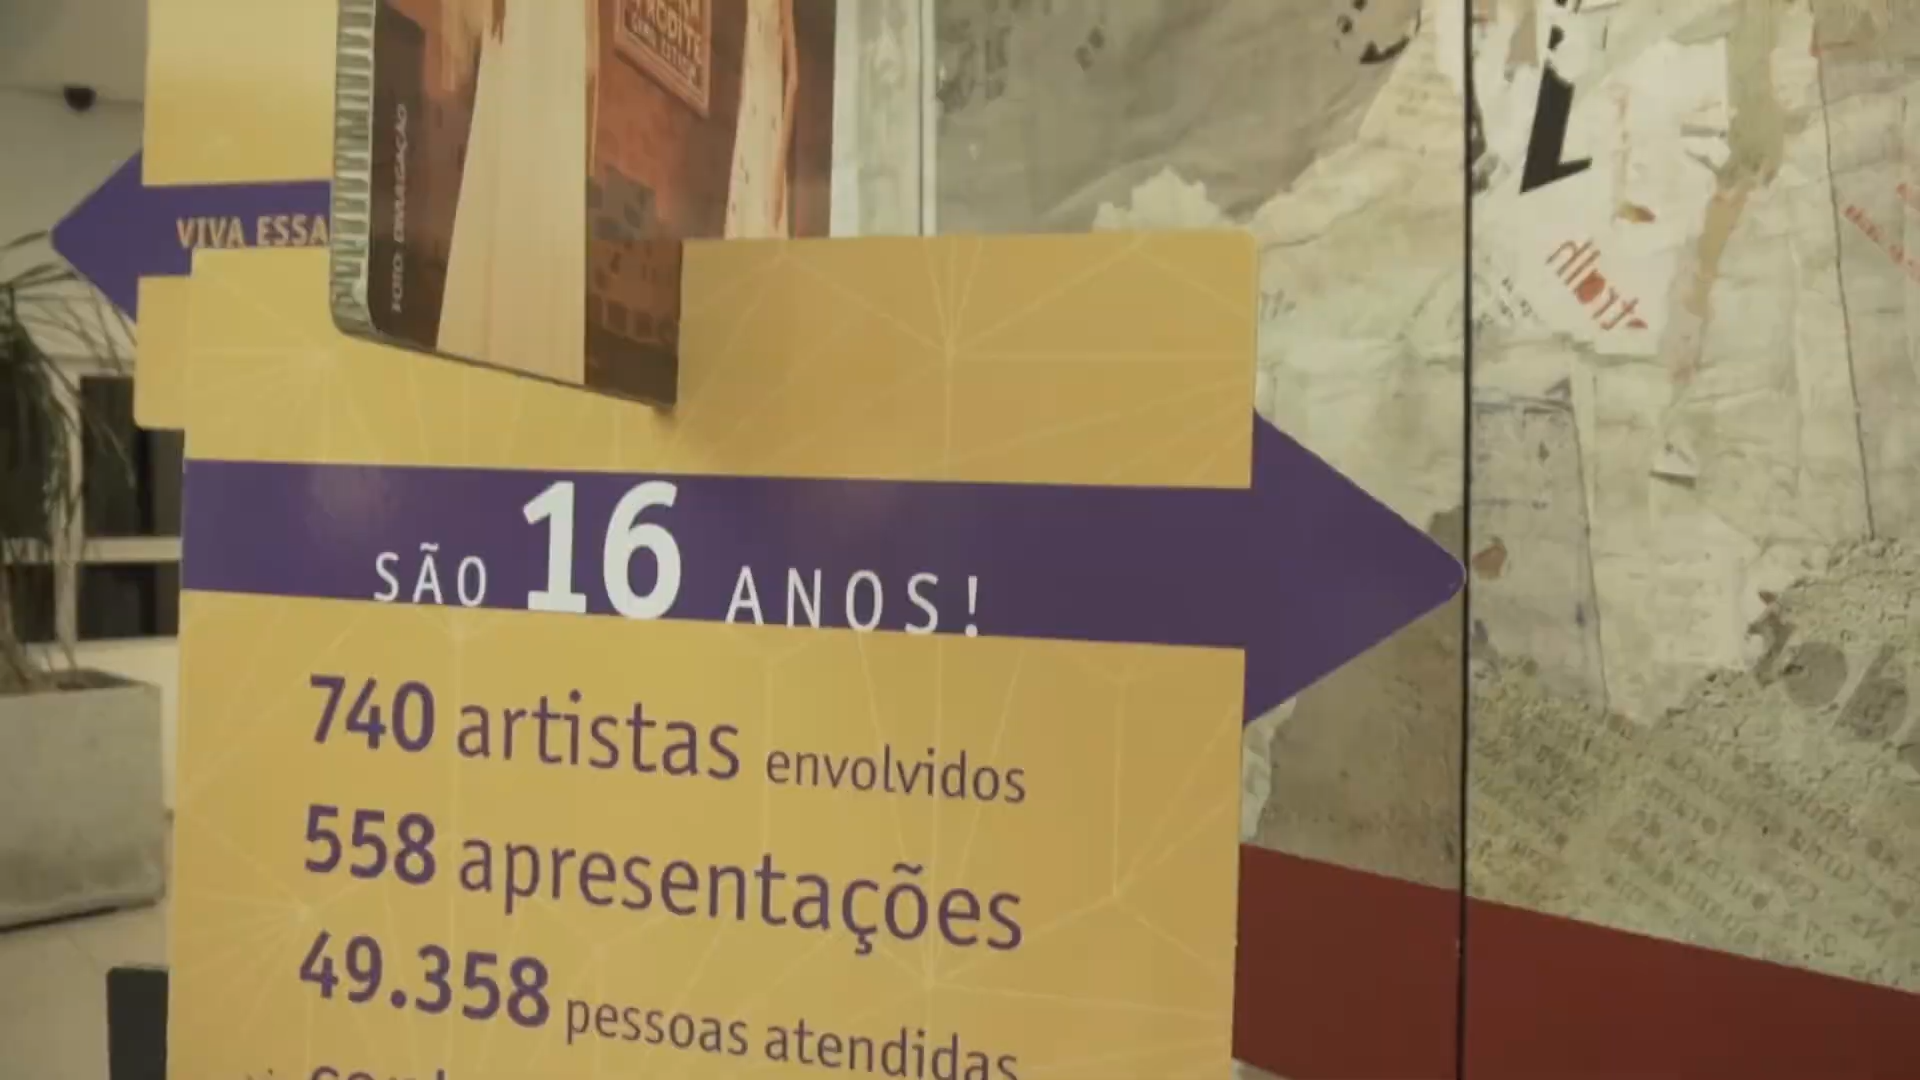 FOTO: DIVULGAÇÃO
VIVA ESSA
SÃO 16 ANOS!
740 artistas envolvidos
558 apresentações
49.358 pessoas atendidas